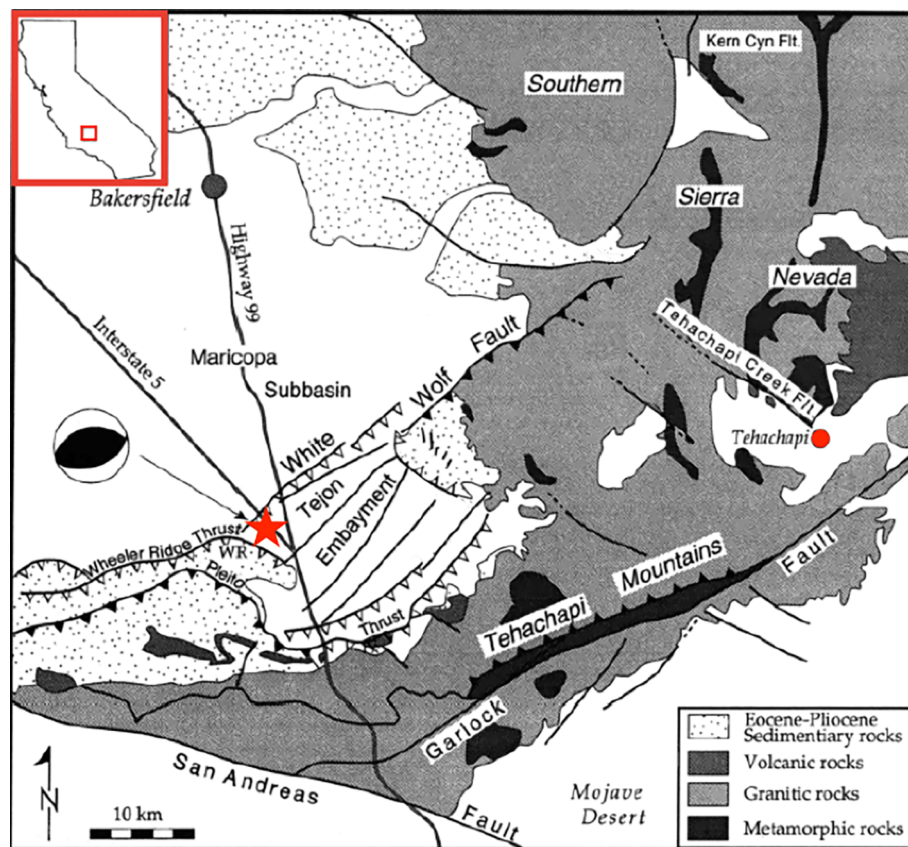 Kern Cyn Flt.
Southern
Sierra
Nevada
Bakersfield
Highway 99
Interstate 5
Maricopa
Subbasin
White Wolf Fault
Tehachapi Creek Flt.
Tehachapi
Tejon
Embayment
Wheeler Ridge Thrust
WR
Pleito
Thrust
Tehachapi Mountains
Garlock Fault
San Andreas Fault
Mojave
Desert
N
10 km
Eocene-Pliocene
Sedimentiary rocks
Volcanic rocks
Granitic rocks
Metamorphic rocks